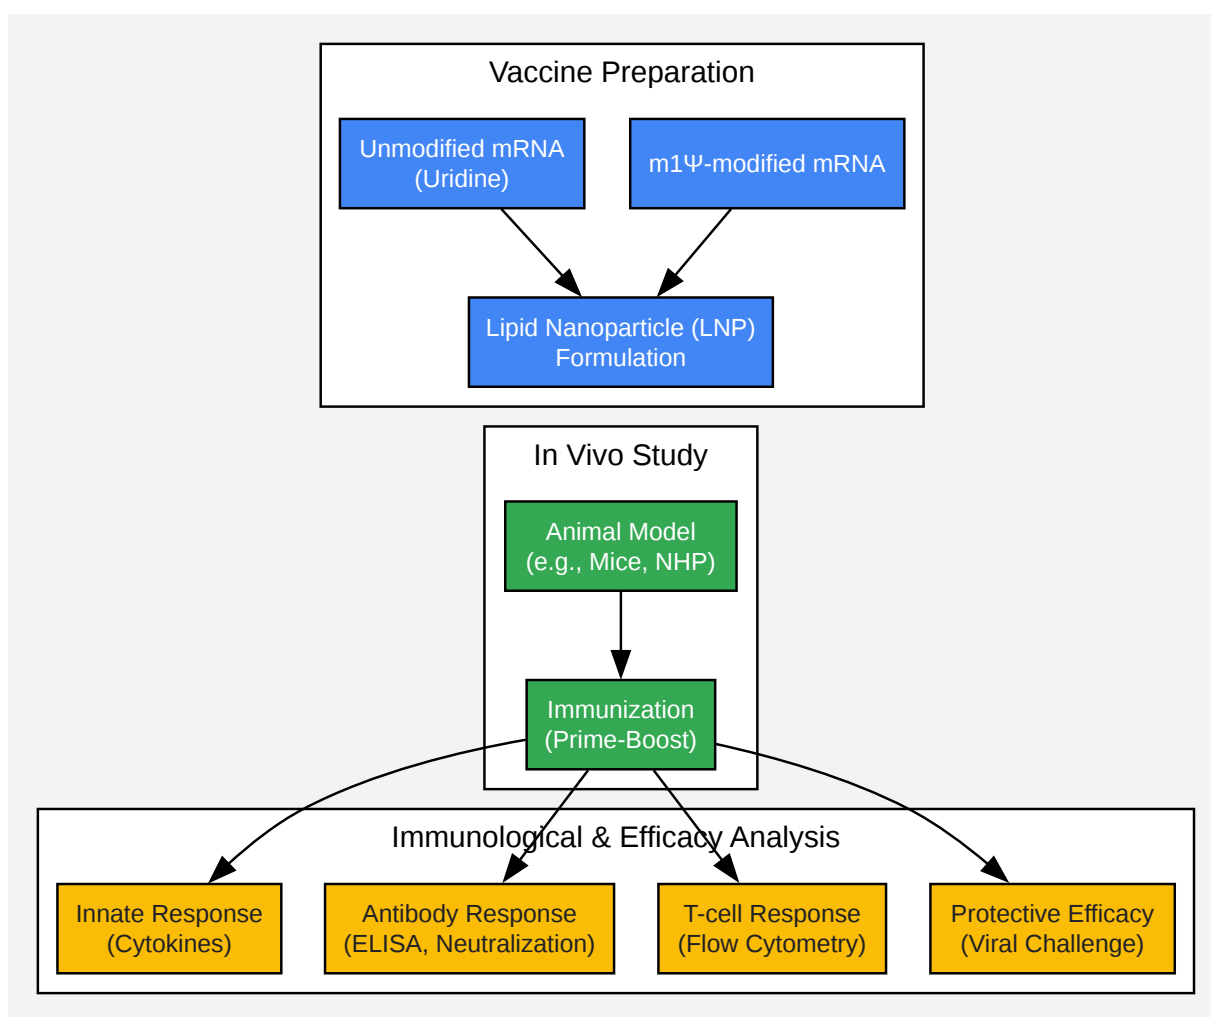 Vaccine Preparation
Unmodified mRNA
(Uridine)
m1Ψ-modified mRNA
Lipid Nanoparticle (LNP)
Formulation
In Vivo Study
Animal Model
(e.g., Mice, NHP)
Immunization
(Prime-Boost)
Immunological & Efficacy Analysis
Innate Response
(Cytokines)
Antibody Response
(ELISA, Neutralization)
T-cell Response
(Flow Cytometry)
Protective Efficacy
(Viral Challenge)